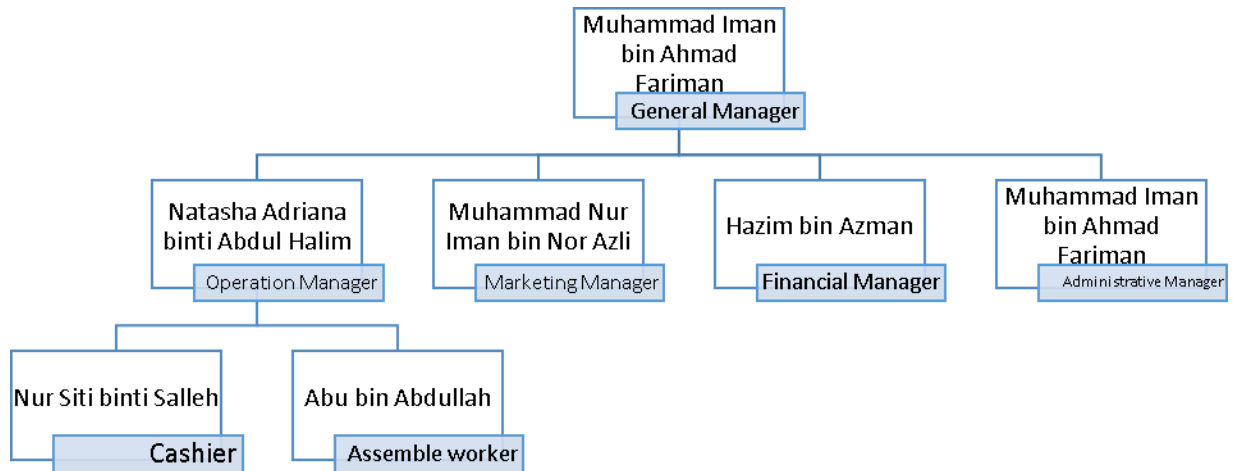 Muhammad Iman
bin Ahmad
Fariman
General Manager
Natasha Adriana
binti Abdul Halim
Operation Manager
Muhammad Nur
Iman bin Nor Azli
Marketing Manager
Hazim bin Azman
Financial Manager
Muhammad Iman
bin Ahmad
Fariman
Administrative Manager
Nur Siti binti Salleh
Cashier
Abu bin Abdullah
Assemble worker